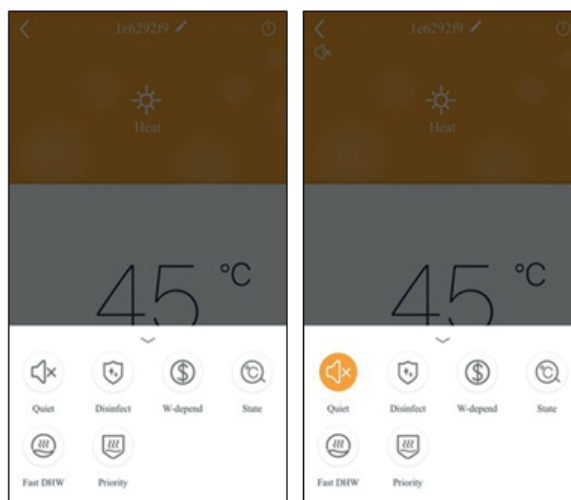 1e6292f9
Heat
45 °C
Quiet
Disinfect
W-depend
°C
State
Fast DHW
Priority
1e6292f9
Heat
45 °C
Quiet
Disinfect
W-depend
°C
State
Fast DHW
Priority